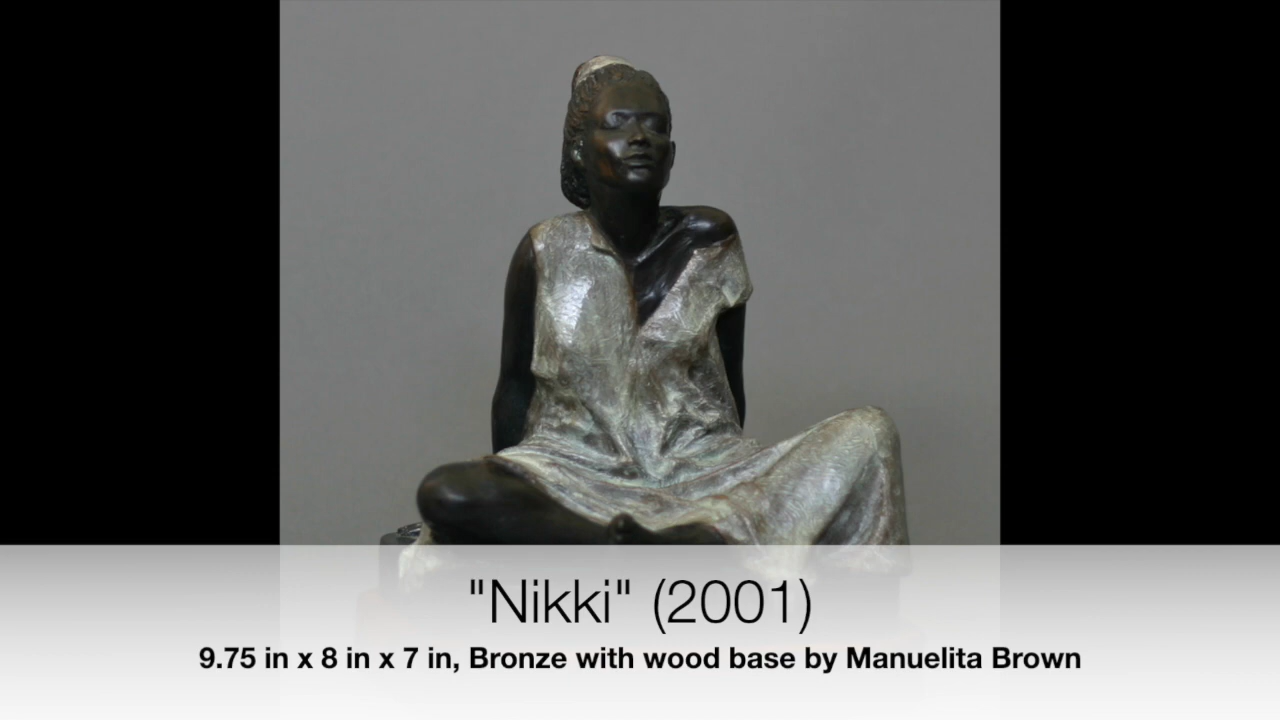 "Nikki" (2001)
9.75 in x 8 in x 7 in, Bronze with wood base by Manuelita Brown